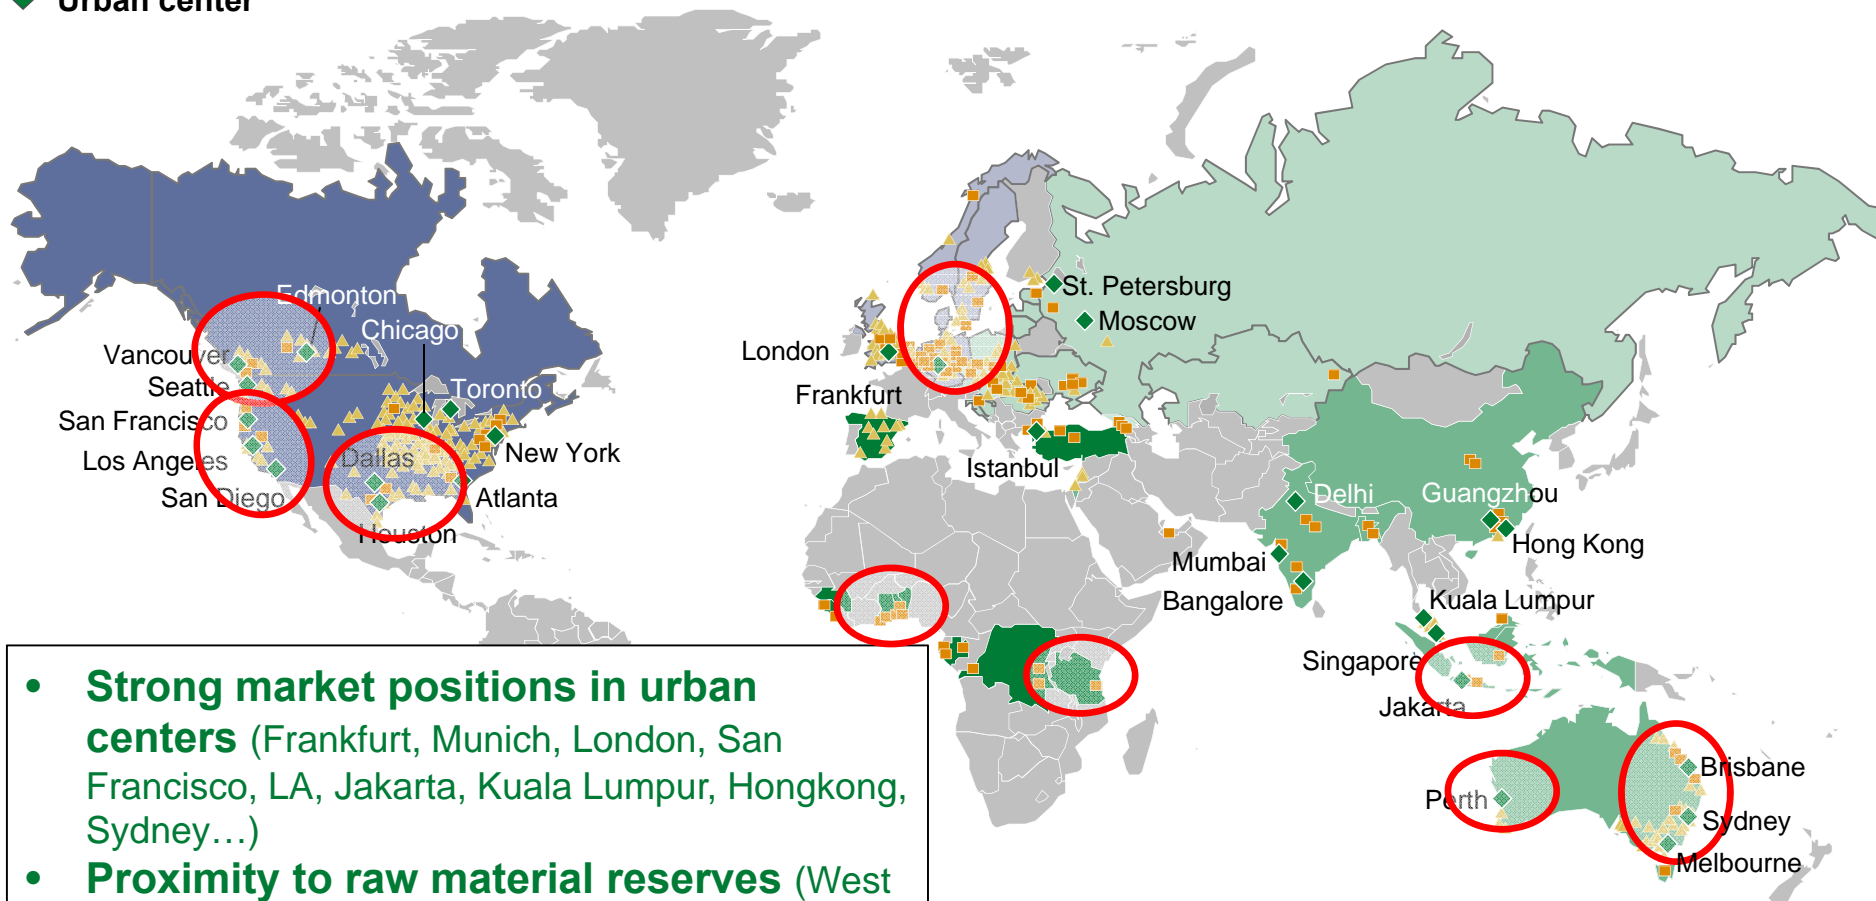 Urban center
Edmonton
Chicago
Vancouver
Seattle
Toronto
San Francisco
Los Angeles
Dallas
New York
San Diego
Atlanta
Houston
London
Frankfurt
St. Petersburg
Moscow
Istanbul
Delhi
Guangzhou
Hong Kong
Mumbai
Bangalore
Kuala Lumpur
Singapore
Jakarta
Perth
Brisbane
Sydney
Melbourne
• Strong market positions in urban
centers (Frankfurt, Munich, London, San
Francisco, LA, Jakarta, Kuala Lumpur, Hongkong,
Sydney…)
• Proximity to raw material reserves (West